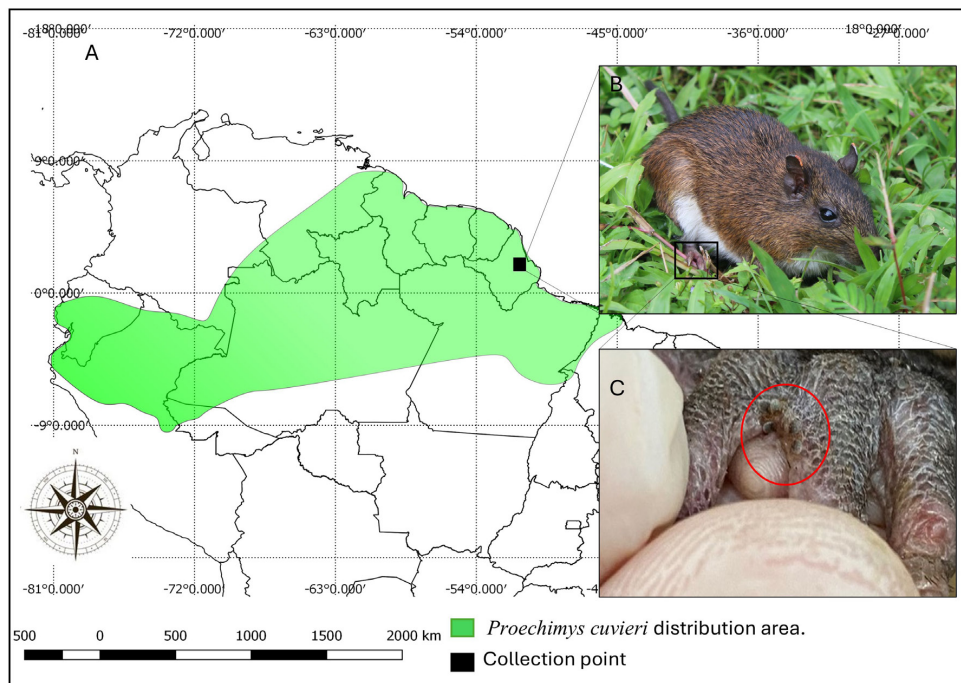 18°0.000′ 18°0.000′
-81°0.000′ -72°0.000′ -63°0.000′ -54°0.000′ -45°0.000′ -36°0.000′ -27°0.000′
A
B
9°0.000′
0°0.000′
C
-9°0.000′
N
-81°0.000′ -72°0.000′ -63°0.000′ -54°0.000′
500 0 500 1000 1500 2000 km
Proechimys cuvieri distribution area.
Collection point